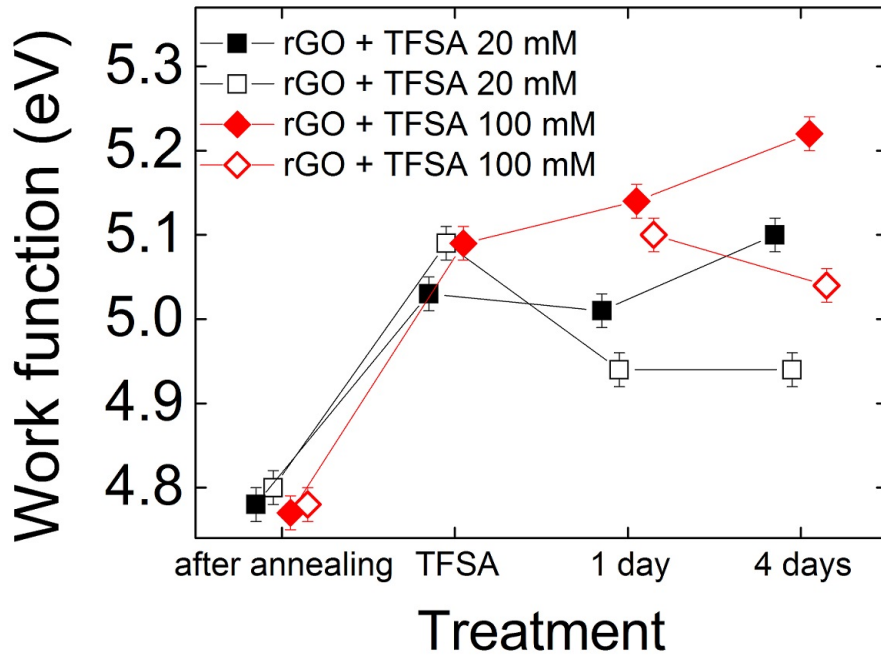 Work function (eV)
5.3
5.2
5.1
5.0
4.9
4.8
rGO + TFSA 20 mM
rGO + TFSA 20 mM
rGO + TFSA 100 mM
rGO + TFSA 100 mM
after annealing TFSA 1 day 4 days
Treatment